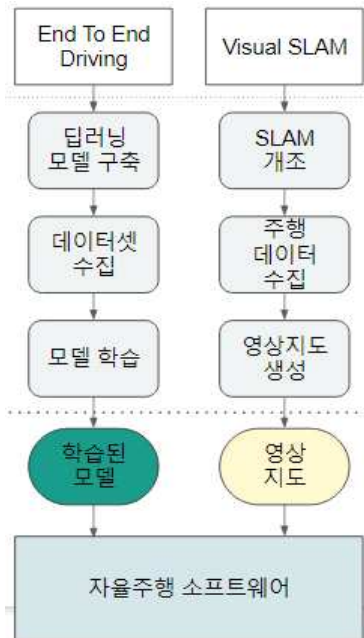 End To End
Driving
Visual SLAM
딥러닝
모델 구축
SLAM
개조
데이터셋
수집
주행
데이터
수집
모델 학습
영상지도
생성
학습된
모델
영상
지도
자율주행 소프트웨어